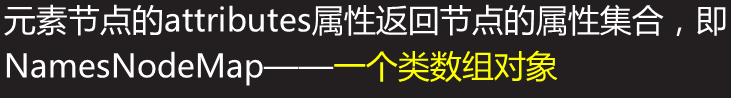 元素节点的attributes属性返回节点的属性集合，即
NamesNodeMap——一个类数组对象